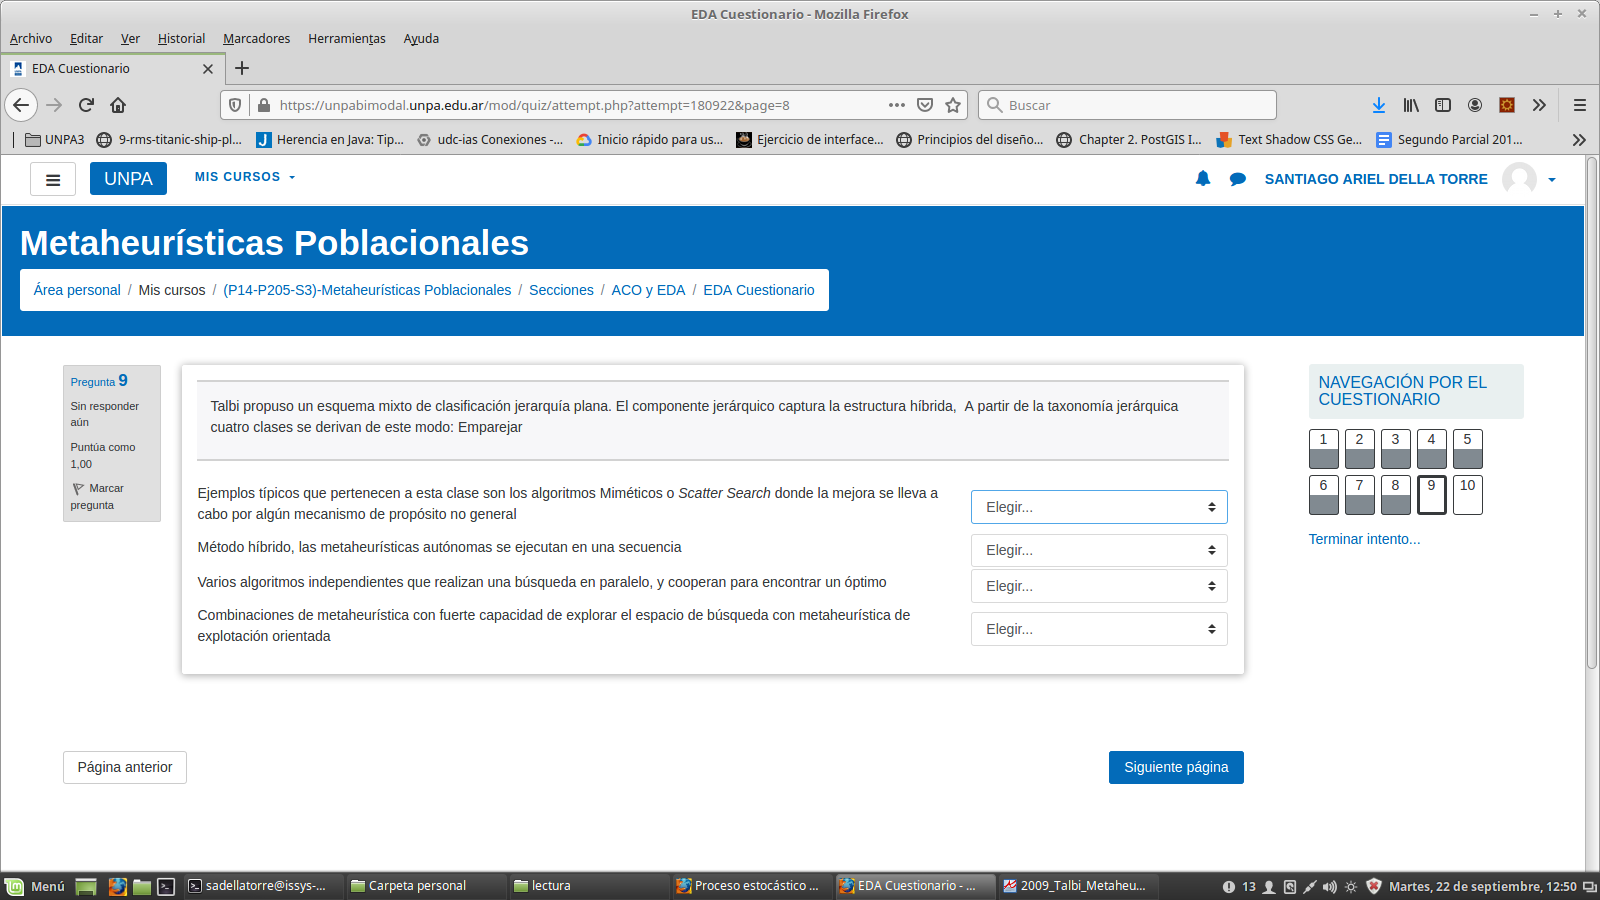 EDA Cuestionario - Mozilla Firefox
Archivo Editar Ver Historial Marcadores Herramientas Ayuda
EDA Cuestionario
https://unpabimodal.unpa.edu.ar/mod/quiz/attempt.php?attempt=180922&page=8
Buscar
UNPA3 9-rms-titanic-ship-pl... Herencia en Java: Tip... udc-ias Conexiones -... Inicio rápido para us... Ejercicio de interface... Principios del diseño... Chapter 2. PostGIS I... Text Shadow CSS Ge... Segundo Parcial 201...
UNPA MIS CURSOS SANTIAGO ARIEL DELLA TORRE
Metaheurísticas Poblacionales
Área personal / Mis cursos / (P14-P205-S3)-Metaheurísticas Poblacionales / Secciones / ACO y EDA / EDA Cuestionario
Pregunta 9
Sin responder
aún
Puntúa como
1,00
Marcar
pregunta
Talbi propuso un esquema mixto de clasificación jerarquía plana. El componente jerárquico captura la estructura híbrida,  A partir de la taxonomía jerárquica
cuatro clases se derivan de este modo: Emparejar
Ejemplos típicos que pertenecen a esta clase son los algoritmos Miméticos o Scatter Search donde la mejora se lleva a
cabo por algún mecanismo de propósito no general
Elegir...
Método híbrido, las metaheurísticas autónomas se ejecutan en una secuencia
Elegir...
Varios algoritmos independientes que realizan una búsqueda en paralelo, y cooperan para encontrar un óptimo
Elegir...
Combinaciones de metaheurística con fuerte capacidad de explorar el espacio de búsqueda con metaheurística de
explotación orientada
Elegir...
NAVEGACIÓN POR EL
CUESTIONARIO
1 2 3 4 5
6 7 8 9 10
Terminar intento...
Página anterior
Siguiente página
Menú sadellatorre@issys-... Carpeta personal lectura Proceso estocástico ... EDA Cuestionario - ... 2009_Talbi_Metaheu... 13 Martes, 22 de septiembre, 12:50